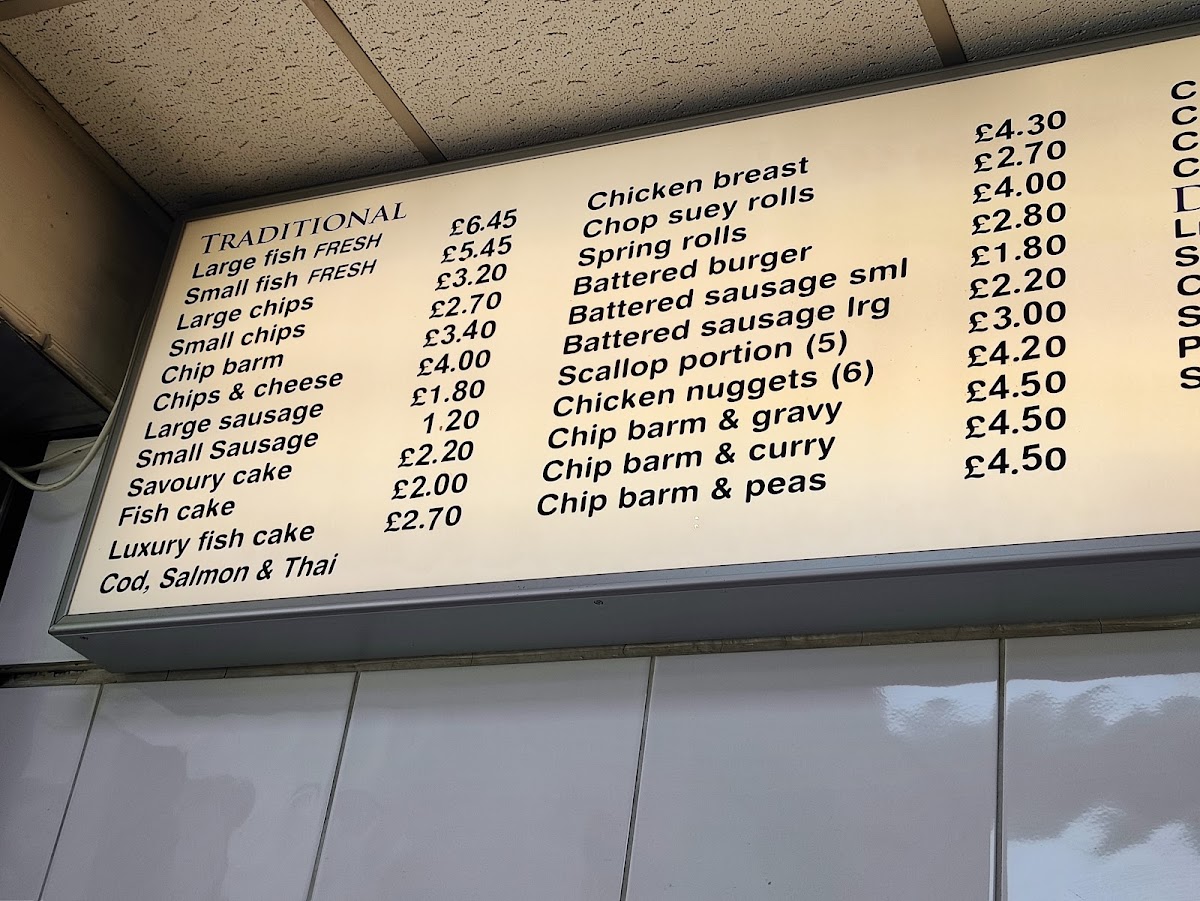 TRADITIONAL
Large fish FRESH £6.45
Small fish FRESH £5.45
Large chips £3.20
Small chips £2.70
Chip barm £3.40
Chips & cheese £4.00
Large sausage £1.80
Small Sausage 1.20
Savoury cake £2.20
Fish cake £2.00
Luxury fish cake £2.70
Cod, Salmon & Thai
Chicken breast £4.30
Chop suey rolls £2.70
Spring rolls £4.00
Battered burger £2.80
Battered sausage sml £1.80
Battered sausage lrg £2.20
Scallop portion (5) £3.00
Chicken nuggets (6) £4.20
Chip barm & gravy £4.50
Chip barm & curry £4.50
Chip barm & peas £4.50